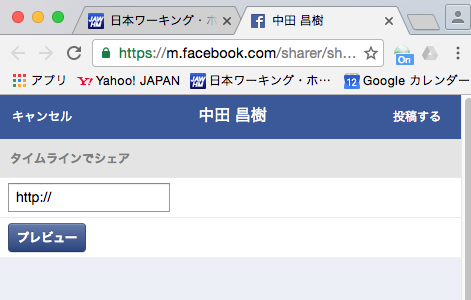 日本ワーキング・ホ
中田 昌樹
https://m.facebook.com/sharer/sh...
On
アプリ
Yahoo! JAPAN
JAW HM
日本ワーキング・ホ...
12
Google カレンダー
キャンセル
中田 昌樹
投稿する
タイムラインでシェア
http://
プレビュー